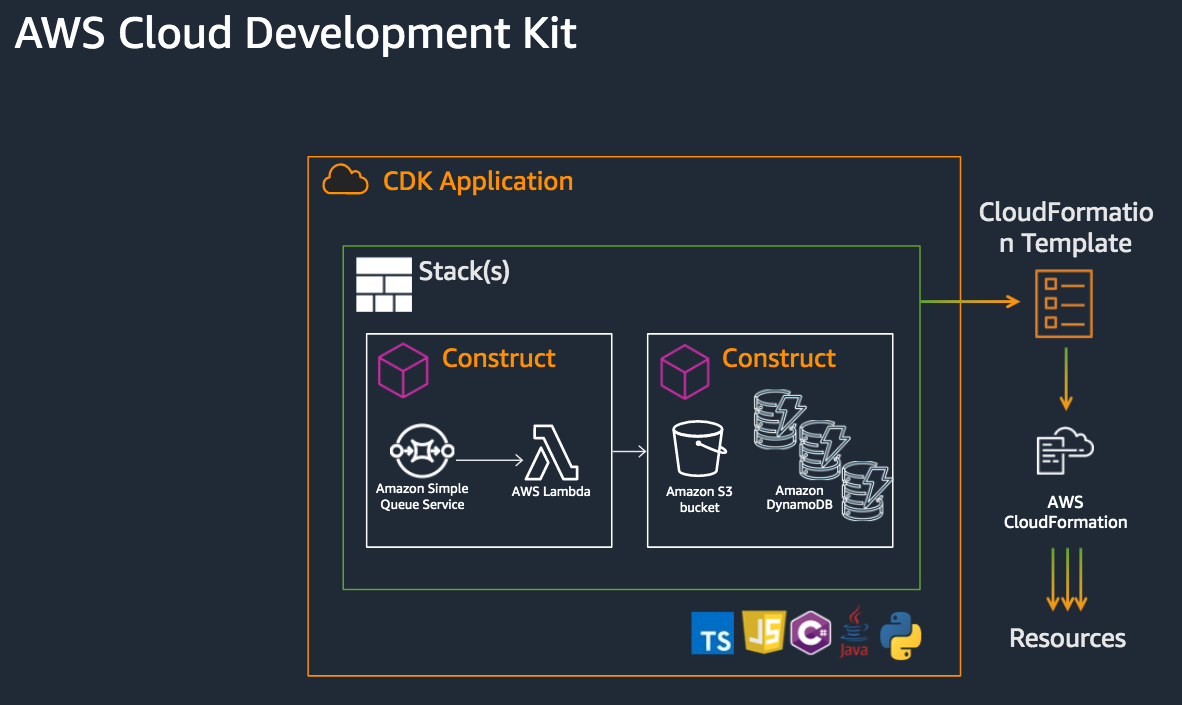 AWS Cloud Development Kit
CDK Application
Stack(s)
Construct
Amazon Simple
Queue Service
AWS Lambda
Construct
Amazon S3
bucket
Amazon
DynamoDB
TS
JS
C#
Java
CloudFormatio
n Template
AWS
CloudFormation
Resources